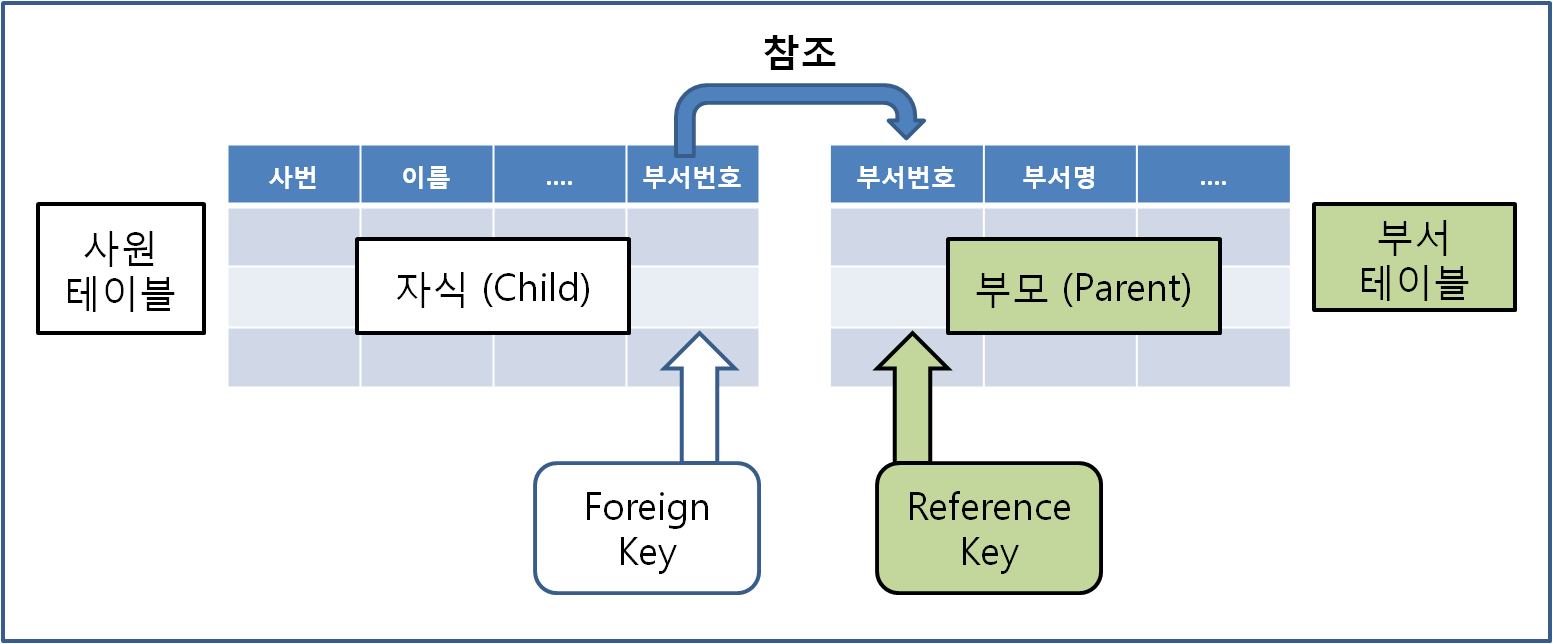 참조
사번 이름 .... 부서번호
부서번호 부서명 ....
사원
테이블
자식 (Child)
부모 (Parent)
부서
테이블
Foreign
Key
Reference
Key